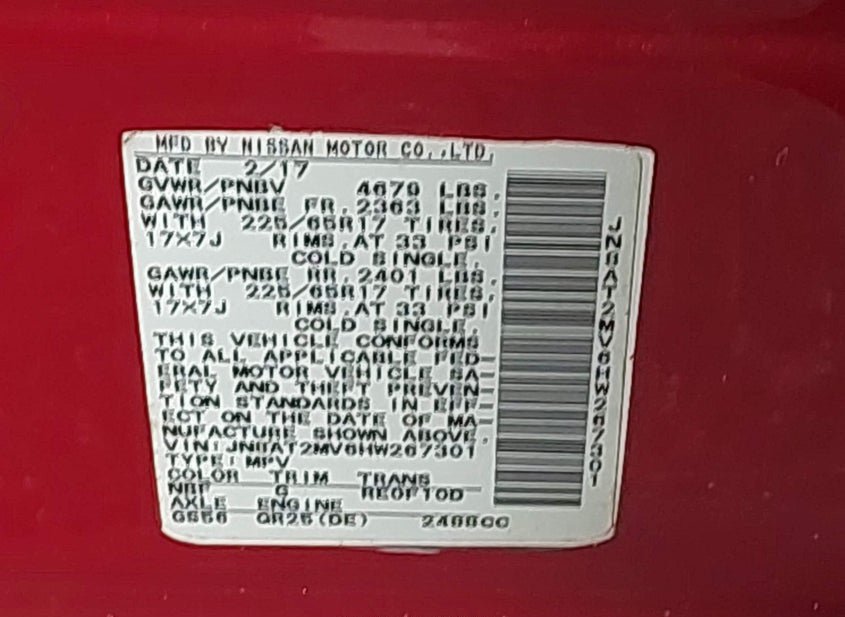 MFD BY NISSAN MOTOR CO.,LTD.
DATE 2/17
GVWR/PNBV 4679 LBS.
GAWR/PNBE FR.2363 LBS.
WITH 225/65R17 TIRES,
17X7J RIMS,AT 33 PSI
COLD SINGLE.
GAWR/PNBE RR.2401 LBS.
WITH 225/65R17 TIRES,
17X7J RIMS,AT 33 PSI
COLD SINGLE.
THIS VEHICLE CONFORMS
TO ALL APPLICABLE FED-
ERAL MOTOR VEHICLE SA-
FETY AND THEFT PREVEN-
TION STANDARDS IN EFF-
ECT ON THE DATE OF MA-
NUFACTURE SHOWN ABOVE.
VIN:JN8AT2MV6HW267301
TYPE:MPV
COLOR TRIM TRANS
NBF G RE0F10D
AXLE ENGINE
GS56 QR25(DE) 2488CC
JN8AT2MV6HW267301